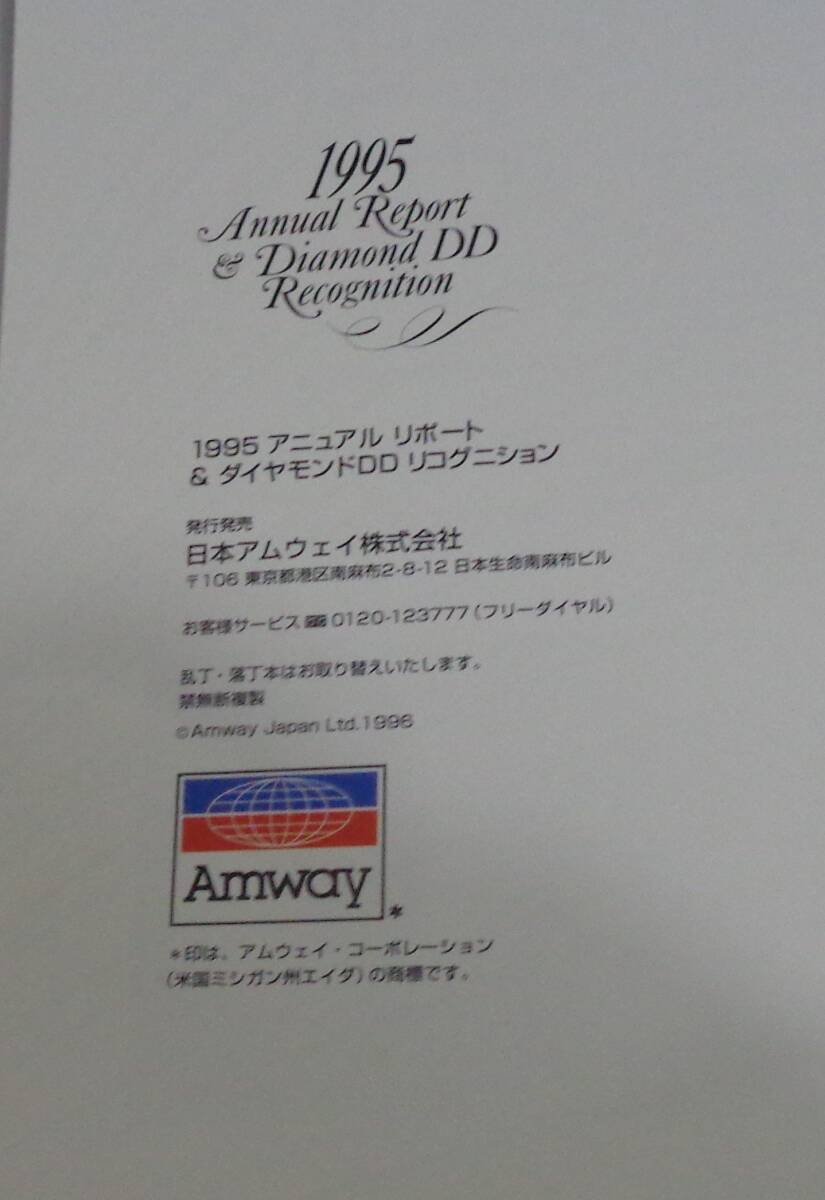 1995
Annual Report
& Diamond DD
Recognition
1995 アニュアル リポート
& ダイヤモンドDD リコグニション
発行発売
日本アムウェイ株式会社
〒106 東京都港区南麻布2-8-12 日本生命南麻布ビル
お客様サービス☎0120-123777(フリーダイヤル)
乱丁・落丁本はお取り替えいたします。
禁無断複製
©Amway Japan Ltd.1996
Amway
*
*印は、アムウェイ・コーポレーション
(米国ミシガン州エイダ)の商標です。